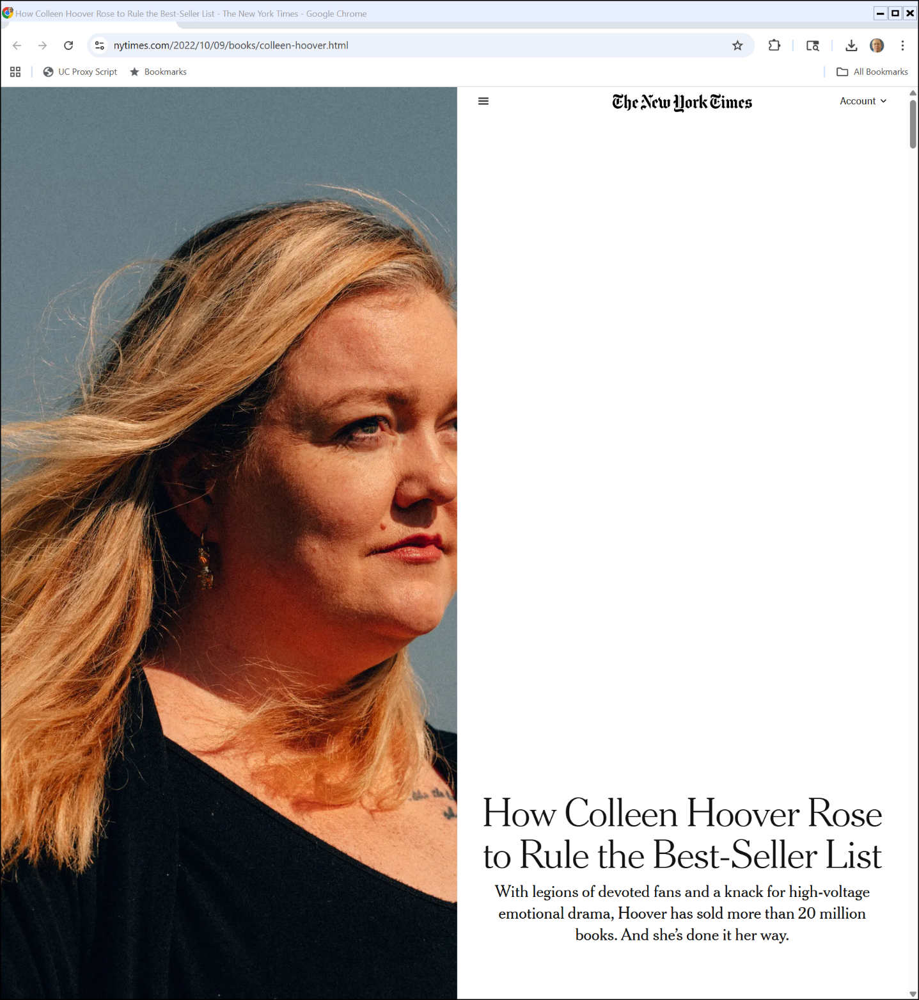 How Colleen Hoover Rose to Rule the Best-Seller List - The New York Times - Google Chrome
nytimes.com/2022/10/09/books/colleen-hoover.html
UC Proxy Script
Bookmarks
All Bookmarks
The New York Times
Account
How Colleen Hoover Rose
to Rule the Best-Seller List
With legions of devoted fans and a knack for high-voltage
emotional drama, Hoover has sold more than 20 million
books. And she’s done it her way.